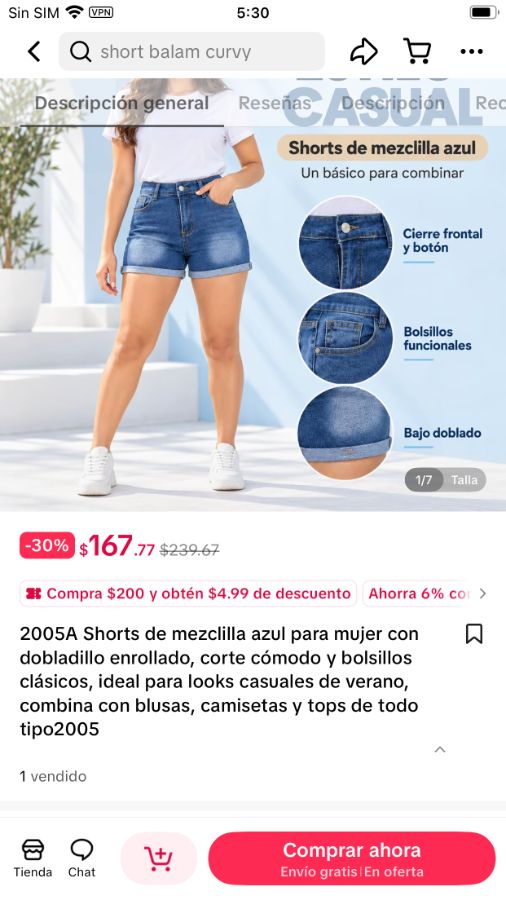 Sin SIM VPN 5:30
short balam curvy
Descripción general Reseñas Descripción
CASUAL
Shorts de mezclilla azul
Un básico para combinar
Cierre frontal
y botón
Bolsillos
funcionales
Bajo doblado
1/7 Talla
-30% $167.77 $239.67
Compra $200 y obtén $4.99 de descuento Ahorra 6%
2005A Shorts de mezclilla azul para mujer con
dobladillo enrollado, corte cómodo y bolsillos
clásicos, ideal para looks casuales de verano,
combina con blusas, camisetas y tops de todo
tipo2005
1 vendido
Tienda Chat
Comprar ahora
Envío gratis|En oferta